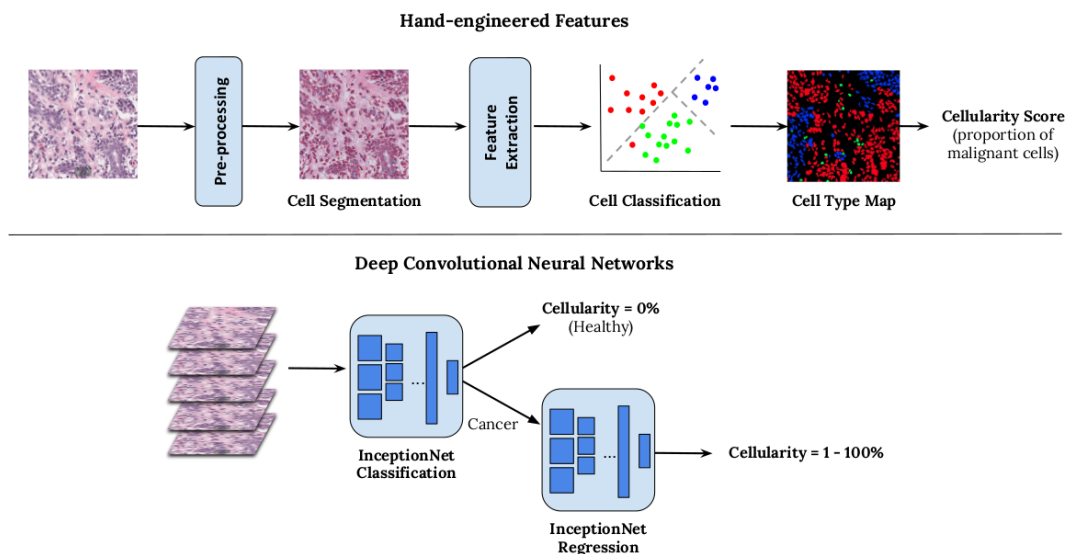 Hand-engineered Features
Pre-processing
Cell Segmentation
Feature
Extraction
Cell Classification
Cell Type Map
Cellularity Score
(proportion of
malignant cells)
Deep Convolutional Neural Networks
...
InceptionNet
Classification
Cellularity = 0%
(Healthy)
Cancer
...
InceptionNet
Regression
Cellularity = 1 - 100%